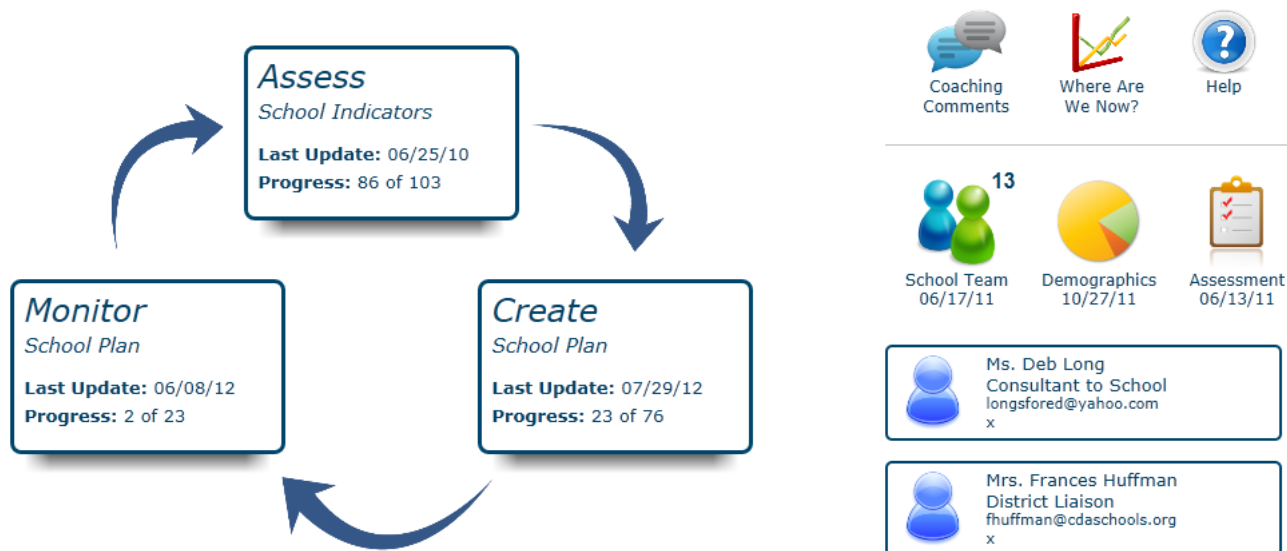 Assess
School Indicators
Last Update: 06/25/10
Progress: 86 of 103
Monitor
School Plan
Last Update: 06/08/12
Progress: 2 of 23
Create
School Plan
Last Update: 07/29/12
Progress: 23 of 76
Coaching
Comments
Where Are
We Now?
?
Help
13
School Team
06/17/11
Demographics
10/27/11
Assessment
06/13/11
Ms. Deb Long
Consultant to School
longsfored@yahoo.com
x
Mrs. Frances Huffman
District Liaison
fhuffman@cdaschools.org
x